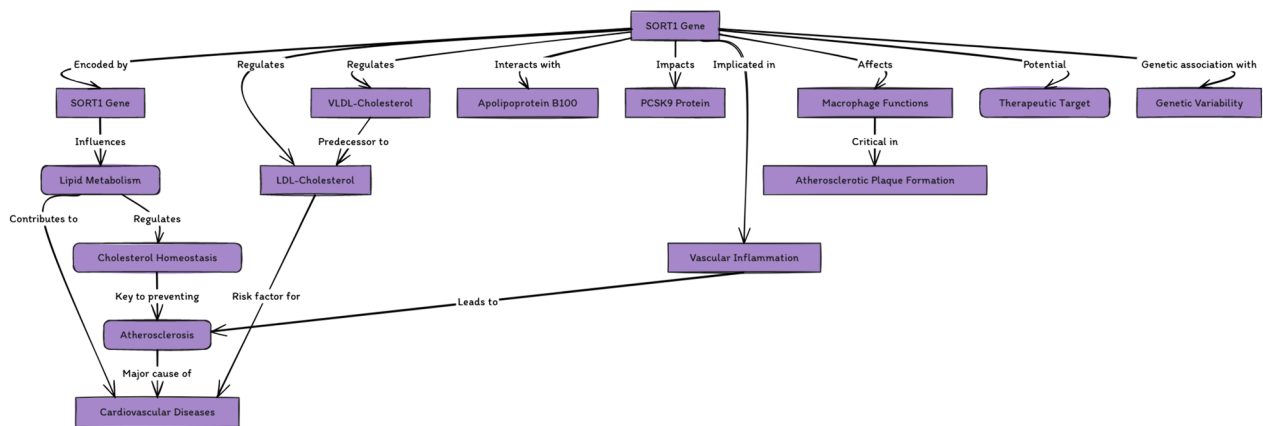 SORT1 Gene
Encoded by
Regulates
Regulates
Interacts with
Impacts
Implicated in
Affects
Potential
Genetic association with
SORT1 Gene
VLDL-Cholesterol
Apolipoprotein B100
PCSK9 Protein
Macrophage Functions
Therapeutic Target
Genetic Variability
Influences
Predecessor to
Critical in
Lipid Metabolism
LDL-Cholesterol
Atherosclerotic Plaque Formation
Contributes to
Regulates
Cholesterol Homeostasis
Vascular Inflammation
Key to preventing
Risk factor for
Leads to
Atherosclerosis
Major cause of
Cardiovascular Diseases